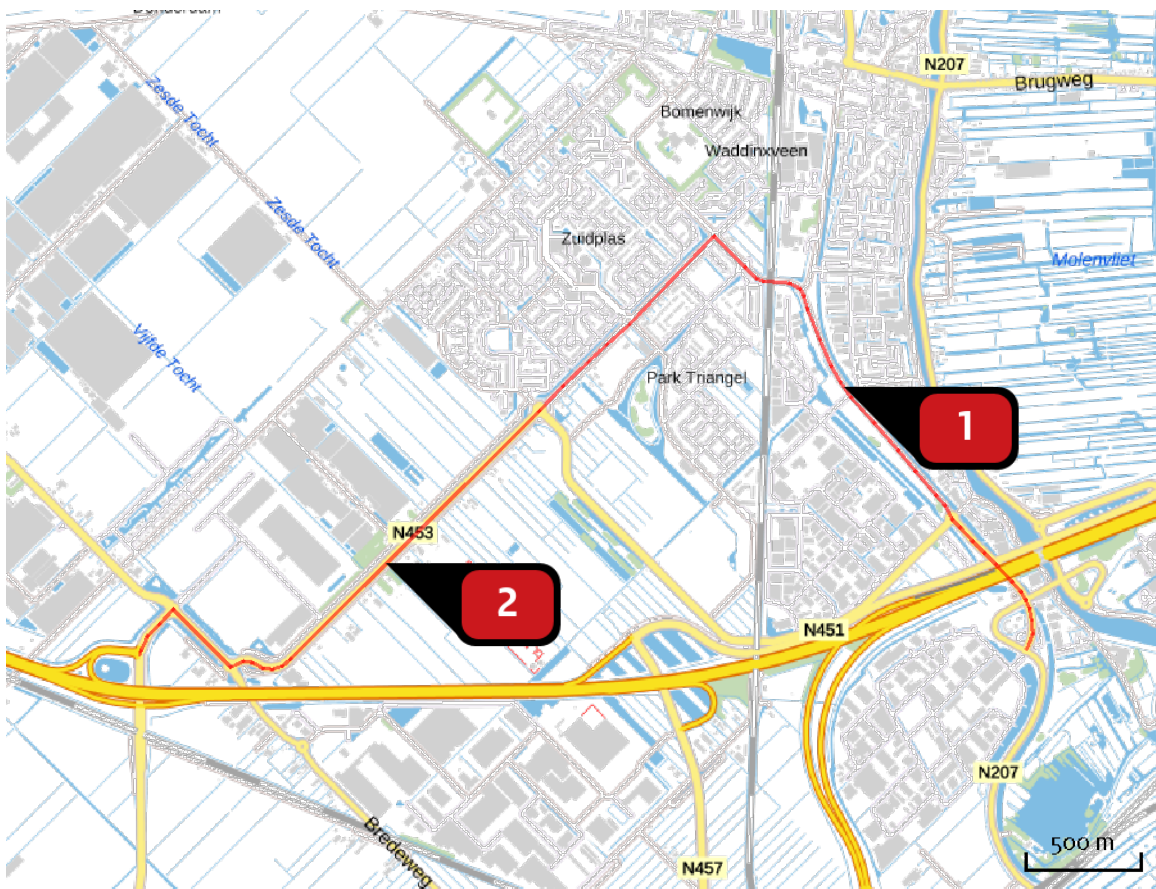 N207
Brugweg
Zesde Tocht
Bomenwijk
Waddinxveen
Zesde Tocht
Zuidplas
Molenvliet
Vijfde Tocht
Park Triangel
1
N453
2
N451
N207
500 m
Bredeweg
N457